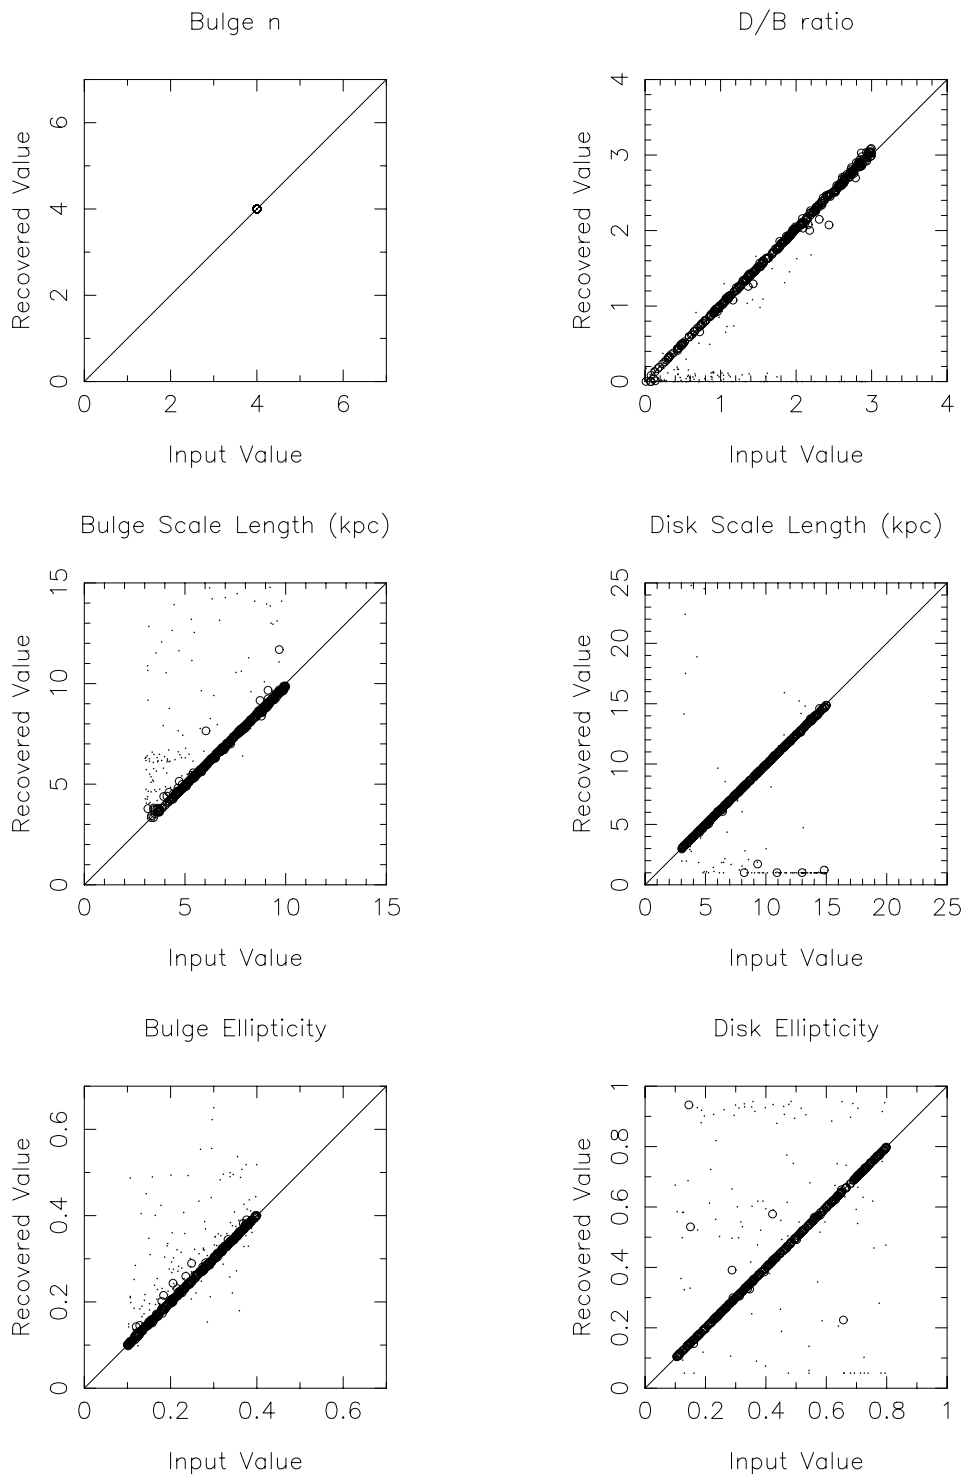 Bulge n
D/B ratio
Recovered Value
0 2 4 6
0 2 4 6
Input Value
Recovered Value
0 1 2 3 4
0 1 2 3 4
Input Value
Bulge Scale Length (kpc)
Disk Scale Length (kpc)
Recovered Value
0 5 10 15
0 5 10 15
Input Value
Recovered Value
0 5 10 15 20 25
0 5 10 15 20 25
Input Value
Bulge Ellipticity
Disk Ellipticity
Recovered Value
0 0.2 0.4 0.6
0 0.2 0.4 0.6
Input Value
Recovered Value
0 0.2 0.4 0.6 0.8 1
0 0.2 0.4 0.6 0.8 1
Input Value